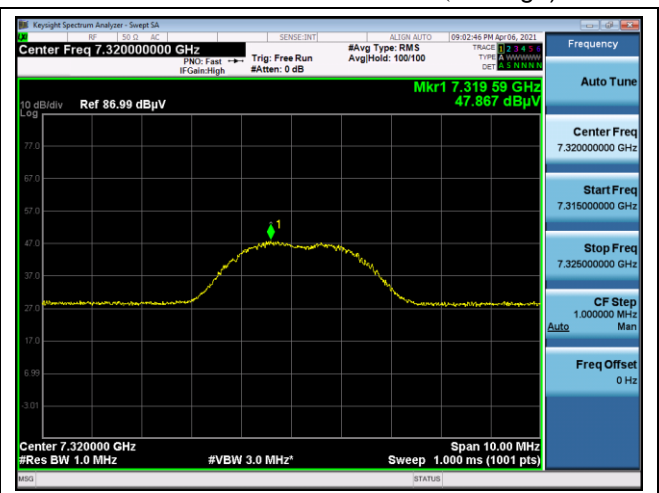 Keysight Spectrum Analyzer - Swept SA
RF 50 Ω AC SENSE:INT ALIGN AUTO 09:02:46 PM Apr 06, 2021
Center Freq 7.320000000 GHz #Avg Type: RMS TRACE 1 2 3 4 5 6
PNO: Fast Trig: Free Run Avg|Hold: 100/100 TYPE A WWWWW
IFGain:High #Atten: 0 dB DET A S N N N N
Mkr1 7.319 59 GHz
47.867 dBµV
10 dB/div Ref 86.99 dBµV
Log
77.0
67.0
57.0
1
47.0
37.0
27.0
17.0
6.99
-3.01
Center 7.320000 GHz Span 10.00 MHz
#Res BW 1.0 MHz #VBW 3.0 MHz* Sweep 1.000 ms (1001 pts)
MSG STATUS
Frequency
Auto Tune
Center Freq
7.320000000 GHz
Start Freq
7.315000000 GHz
Stop Freq
7.325000000 GHz
CF Step
1.000000 MHz
Auto Man
Freq Offset
0 Hz